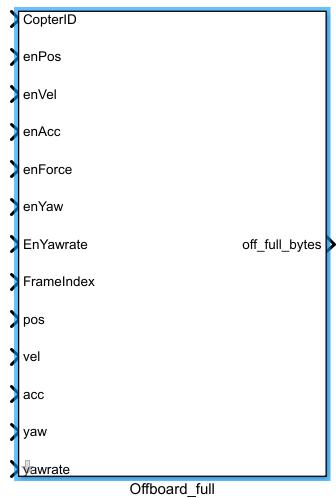 CopterID
enPos
enVel
enAcc
enForce
enYaw
EnYawrate
off_full_bytes
FrameIndex
pos
vel
acc
yaw
yawrate
Offboard_full